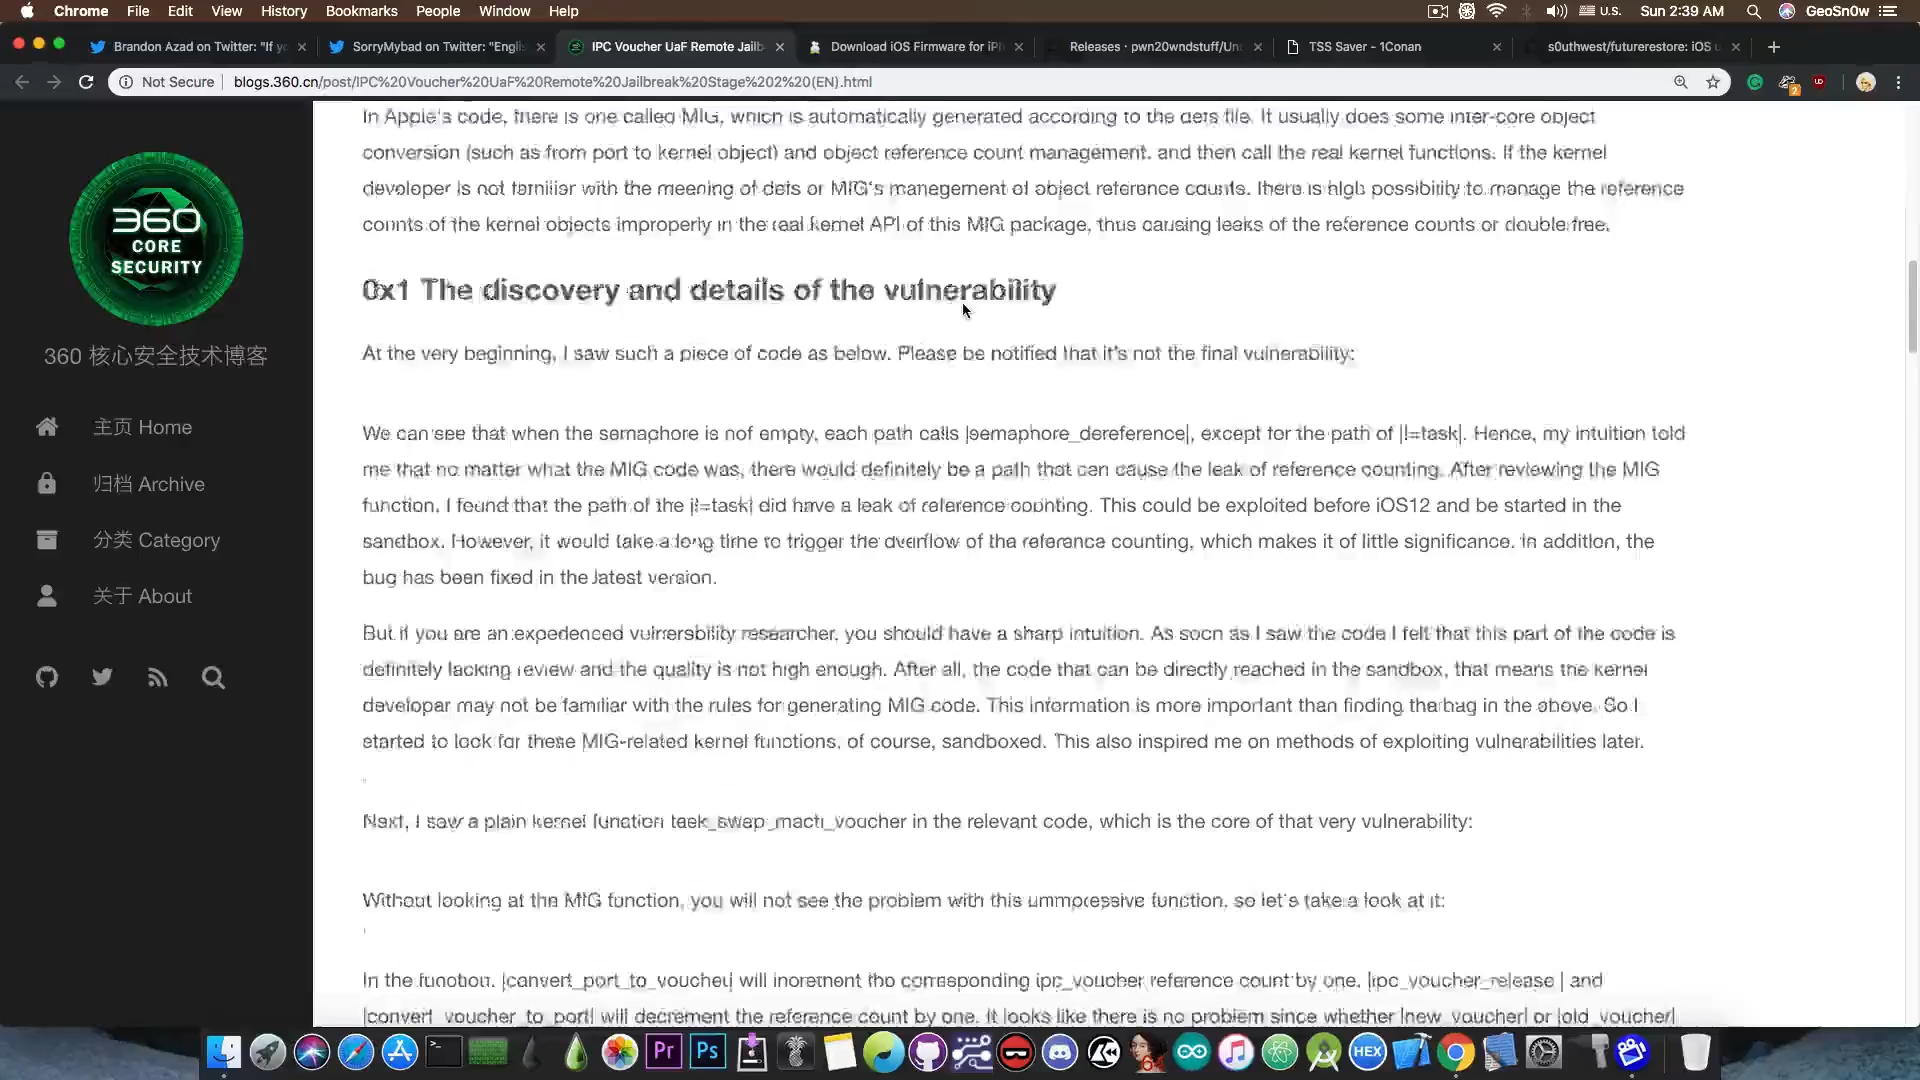 Chrome File Edit View History Bookmarks People Window Help U.S. Sun 2:39 AM GeoSn0w
Brandon Azad on Twitter: "If y SorryMybad on Twitter: "Englis IPC Voucher UaF Remote Jailb Download iOS Firmware for iPh Releases · pwn20wndstuff/Un TSS Saver - 1Conan s0uthwest/futurerestore: iOS u
Not Secure blogs.360.cn/post/IPC%20Voucher%20UaF%20Remote%20Jailbreak%20Stage%202%20(EN).html
360
CORE
SECURITY
360 核心安全技术博客
主页 Home
归档 Archive
分类 Category
关于 About
In Apple's code, there is one called MIG, which is automatically generated according to the defs file. It usually does some inter-core object
conversion (such as from port to kernel object) and object reference count management, and then call the real kernel functions. If the kernel
developer is not familiar with the meaning of defs or MIG's management of object reference counts, there is high possibility to manage the reference
counts of the kernel objects improperly in the real kernel API of this MIG package, thus causing leaks of the reference counts or double free.
0x1 The discovery and details of the vulnerability
At the very beginning, I saw such a piece of code as below. Please be notified that it's not the final vulnerability:
We can see that when the semaphore is not empty, each path calls |semaphore_dereference|, except for the path of |!=task|. Hence, my intuition told
me that no matter what the MIG code was, there would definitely be a path that can cause the leak of reference counting. After reviewing the MIG
function, I found that the path of the |!=task| did have a leak of reference counting. This could be exploited before iOS12 and be started in the
sandbox. However, it would take a long time to trigger the overflow of the reference counting, which makes it of little significance. In addition, the
bug has been fixed in the latest version.
But if you are an experienced vulnerability researcher, you should have a sharp intuition. As soon as I saw the code I felt that this part of the code is
definitely lacking review and the quality is not high enough. After all, the code that can be directly reached in the sandbox, that means the kernel
developer may not be familiar with the rules for generating MIG code. This information is more important than finding the bug in the above. So I
started to look for these MIG-related kernel functions, of course, sandboxed. This also inspired me on methods of exploiting vulnerabilities later.
Next, I saw a plain kernel function task_swap_mach_voucher in the relevant code, which is the core of that very vulnerability:
Without looking at the MIG function, you will not see the problem with this unimpressive function, so let's take a look at it:
In the function, |convert_port_to_voucher| will increment the corresponding ipc_voucher reference count by one, |ipc_voucher_release | and
|convert_voucher_to_port| will decrement the reference count by one. It looks like there is no problem since whether |new_voucher| or |old_voucher|
Pr Ps HEX